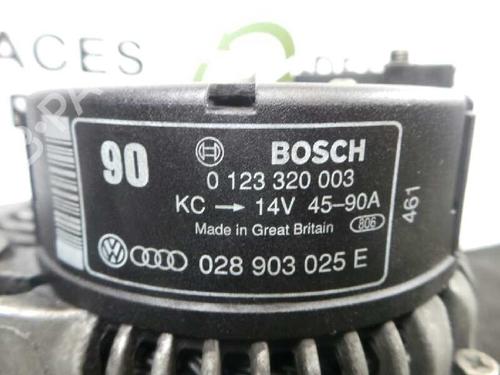 ACES
90
BOSCH
0 123 320 003
KC → 14V 45-90A
Made in Great Britain
806
461
028 903 025 E